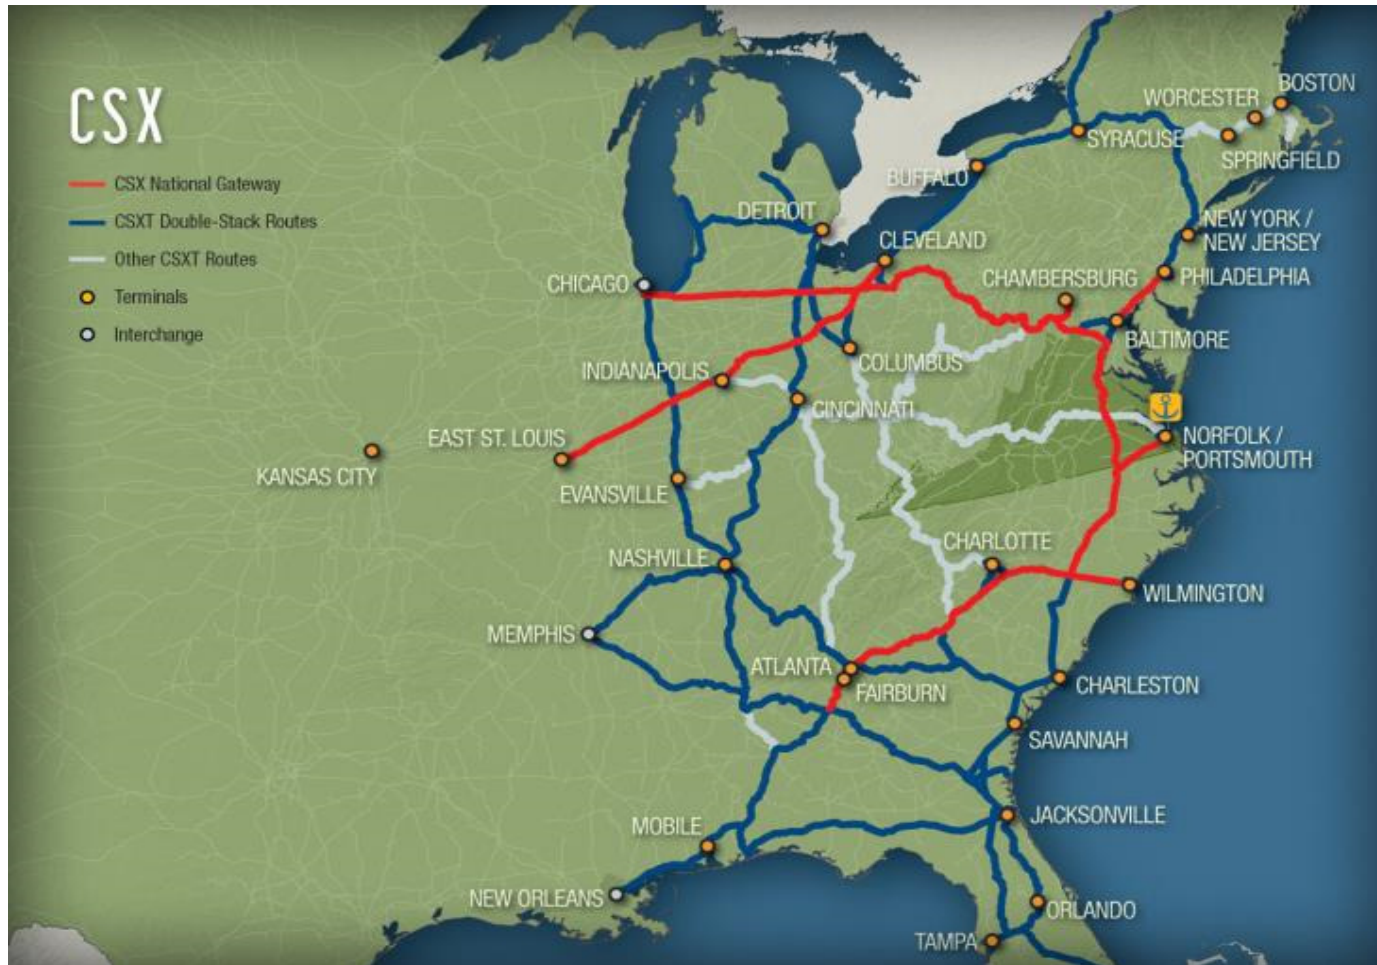 CSX
CSX National Gateway
CSXT Double-Stack Routes
Other CSXT Routes
Terminals
Interchange
BOSTON
WORCESTER
SYRACUSE
SPRINGFIELD
BUFFALO
DETROIT
NEW YORK /
NEW JERSEY
CLEVELAND
CHAMBERSBURG
PHILADELPHIA
CHICAGO
BALTIMORE
COLUMBUS
INDIANAPOLIS
CINCINNATI
EAST ST. LOUIS
NORFOLK /
PORTSMOUTH
KANSAS CITY
EVANSVILLE
CHARLOTTE
NASHVILLE
WILMINGTON
MEMPHIS
ATLANTA
FAIRBURN
CHARLESTON
SAVANNAH
JACKSONVILLE
MOBILE
NEW ORLEANS
ORLANDO
TAMPA